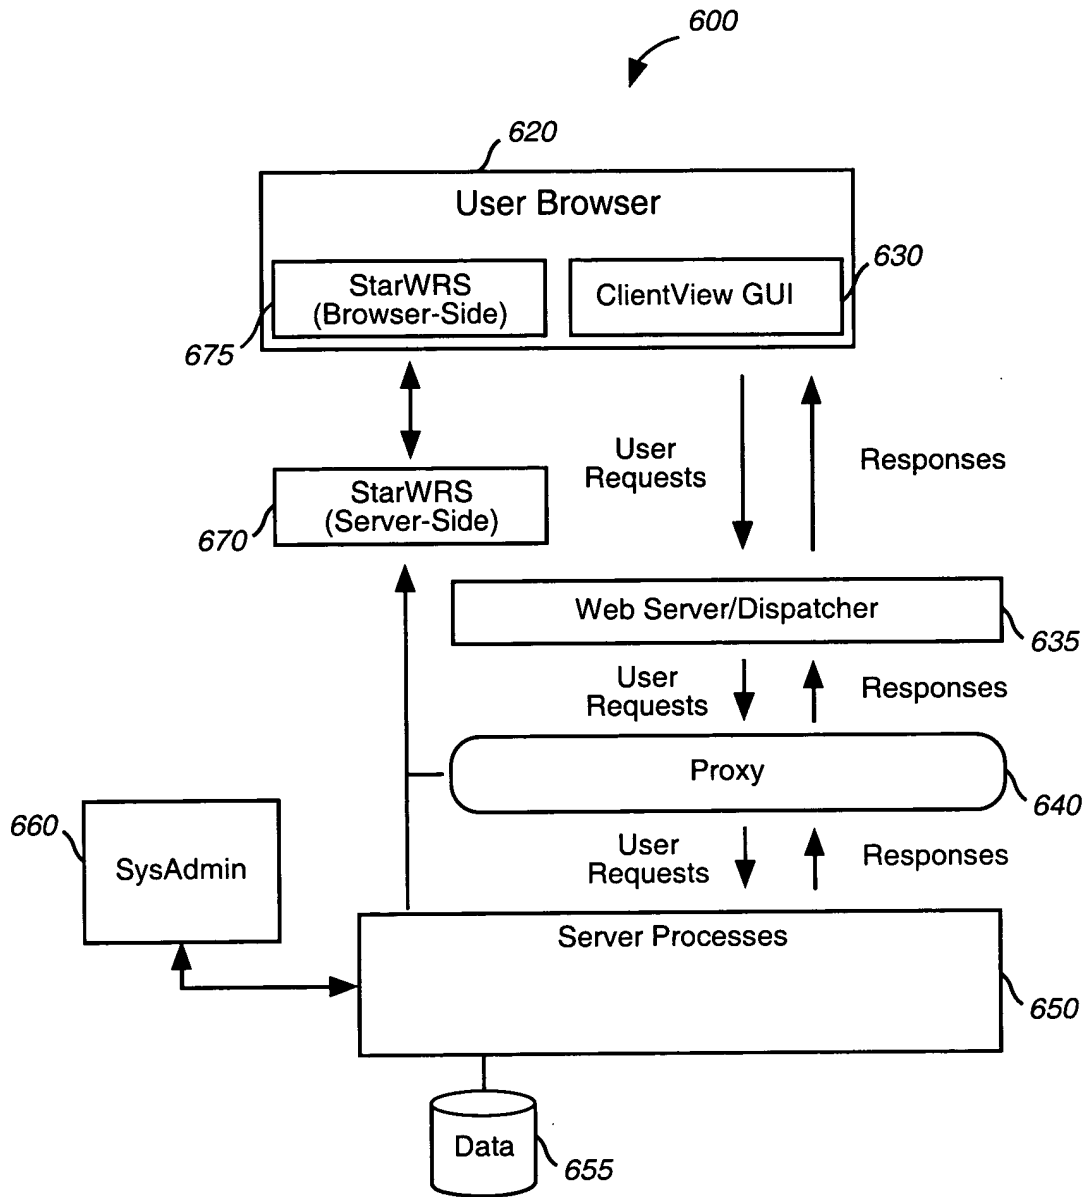 600
620
User Browser
630
StarWRS
(Browser-Side)
ClientView GUI
675
User
Requests
Responses
StarWRS
(Server-Side)
670
Web Server/Dispatcher
635
User
Requests
Responses
Proxy
640
660
SysAdmin
User
Requests
Responses
Server Processes
650
Data
655